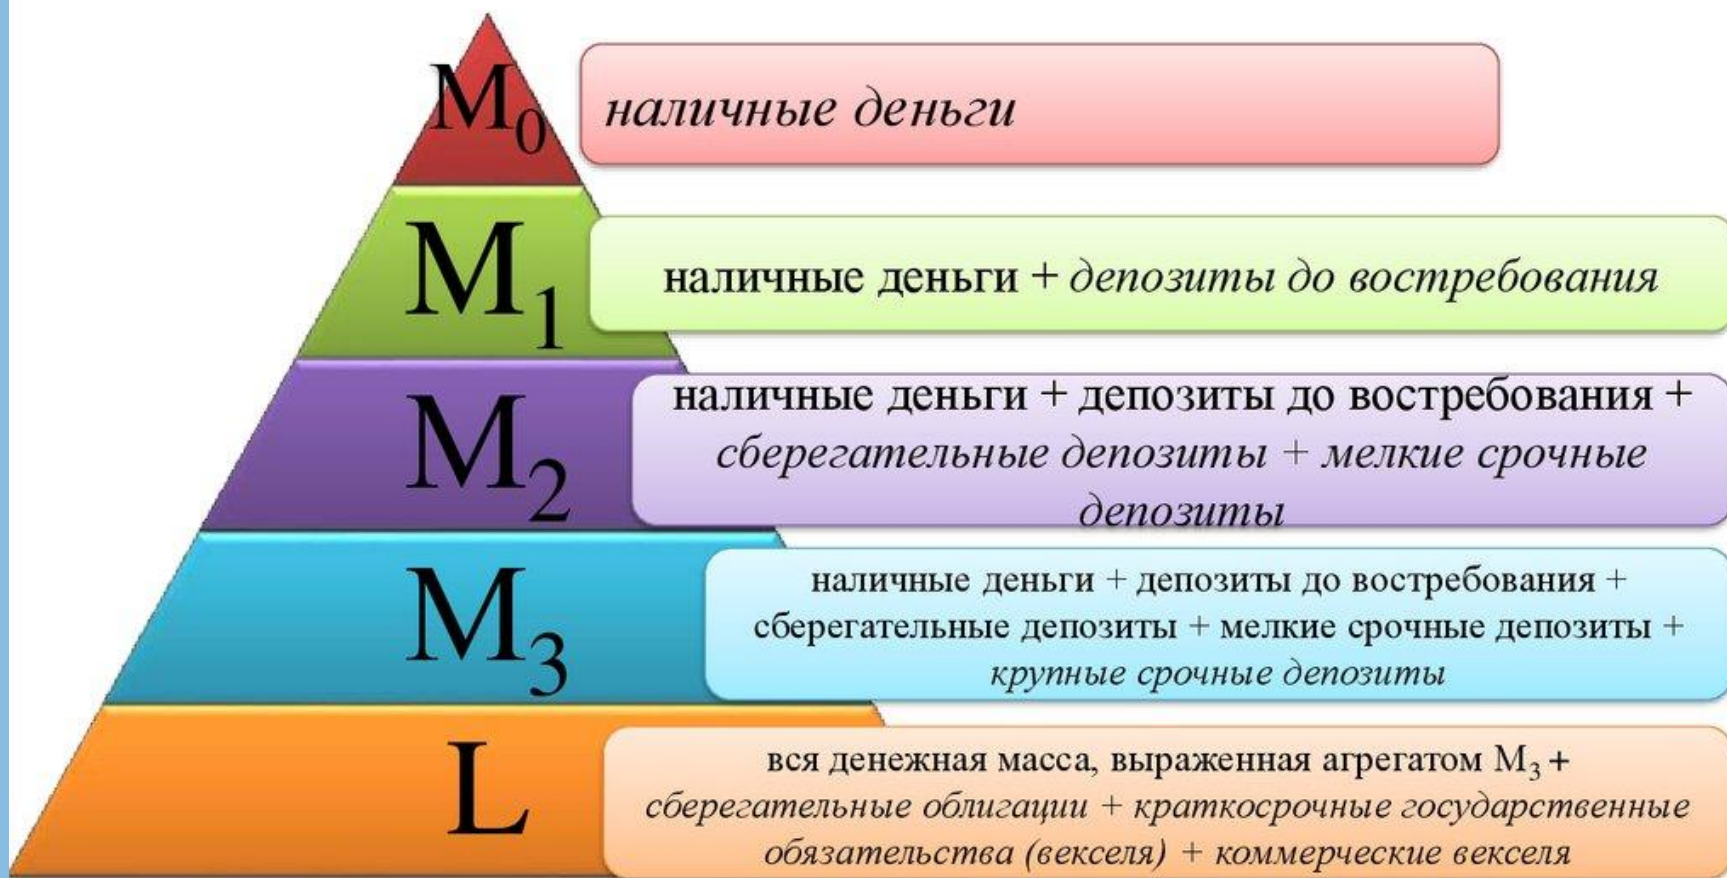 M₀
наличные деньги
M₁
наличные деньги + депозиты до востребования
M₂
наличные деньги + депозиты до востребования +
сберегательные депозиты + мелкие срочные
депозиты
M₃
наличные деньги + депозиты до востребования +
сберегательные депозиты + мелкие срочные депозиты +
крупные срочные депозиты
L
вся денежная масса, выраженная агрегатом M₃ +
сберегательные облигации + краткосрочные государственные
обязательства (векселя) + коммерческие векселя